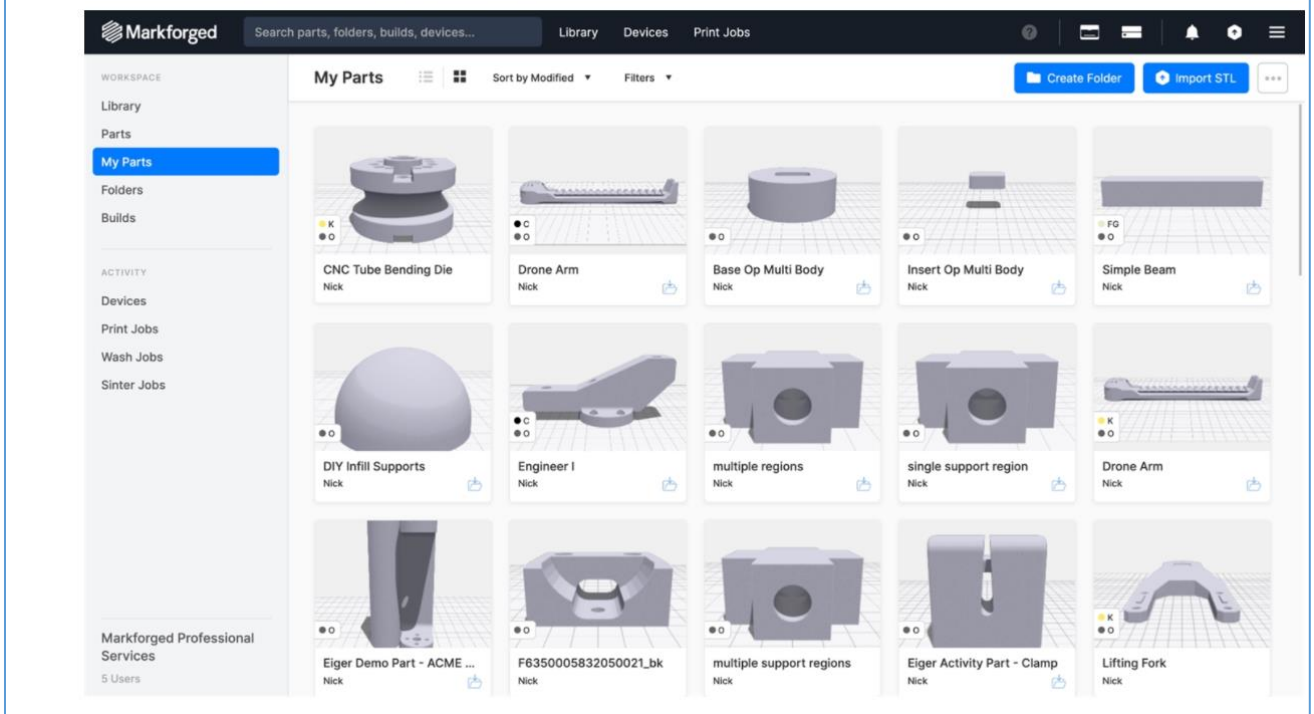 Markforged
Search parts, folders, builds, devices...
Library
Devices
Print Jobs
WORKSPACE
Library
Parts
My Parts
Folders
Builds
ACTIVITY
Devices
Print Jobs
Wash Jobs
Sinter Jobs
Markforged Professional
Services
5 Users
My Parts
Sort by Modified
Filters
Create Folder
Import STL
K
O
CNC Tube Bending Die
Nick
C
O
Drone Arm
Nick
O
Base Op Multi Body
Nick
O
Insert Op Multi Body
Nick
FG
O
Simple Beam
Nick
O
DIY Infill Supports
Nick
C
O
Engineer I
Nick
O
multiple regions
Nick
O
single support region
Nick
K
O
Drone Arm
Nick
O
Eiger Demo Part - ACME ...
Nick
O
F6350005832050021_bk
Nick
O
multiple support regions
Nick
O
Eiger Activity Part - Clamp
Nick
K
O
Lifting Fork
Nick